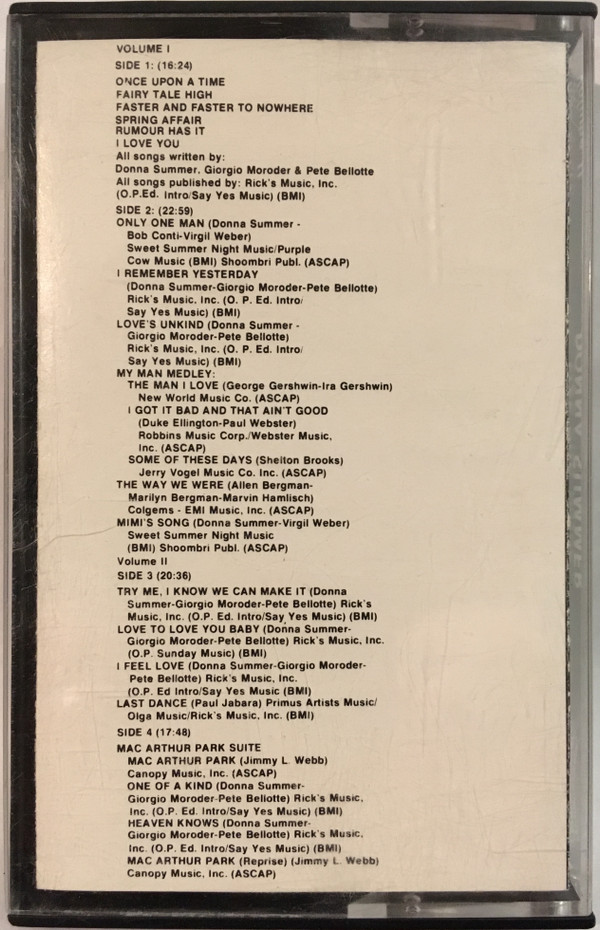 VOLUME I
SIDE 1: (16:24)
ONCE UPON A TIME
FAIRY TALE HIGH
FASTER AND FASTER TO NOWHERE
SPRING AFFAIR
RUMOUR HAS IT
I LOVE YOU
All songs written by:
Donna Summer, Giorgio Moroder & Pete Bellotte
All songs published by: Rick's Music, Inc.
(O.P.Ed. Intro/Say Yes Music) (BMI)
SIDE 2: (22:59)
ONLY ONE MAN (Donna Summer -
Bob Conti-Virgil Weber)
Sweet Summer Night Music/Purple
Cow Music (BMI) Shoombri Publ. (ASCAP)
I REMEMBER YESTERDAY
(Donna Summer-Giorgio Moroder-Pete Bellotte)
Rick's Music. Inc. (O. P. Ed. Intro/
Say Yes Music) (BMI)
LOVE'S UNKIND (Donna Summer -
Giorgio Moroder-Pete Bellotte)
Rick's Music, Inc. (O. P. Ed. Intro/
Say Yes Music) (BMI)
MY MAN MEDLEY:
THE MAN I LOVE (George Gershwin-Ira Gershwin)
New World Music Co. (ASCAP)
I GOT IT BAD AND THAT AIN'T GOOD
(Duke Ellington-Paul Webster)
Robbins Music Corp./Webster Music,
Inc. (ASCAP)
SOME OF THESE DAYS (Shelton Brooks)
Jerry Vogel Music Co. Inc. (ASCAP)
THE WAY WE WERE (Allen Bergman-
Marilyn Bergman-Marvin Hamlisch)
Colgems - EMI Music, Inc. (ASCAP)
MIMI'S SONG (Donna Summer-Virgil Weber)
Sweet Summer Night Music
(BMI) Shoombri Publ. (ASCAP)
Volume II
SIDE 3 (20:36)
TRY ME, I KNOW WE CAN MAKE IT (Donna
Summer-Giorgio Moroder-Pete Bellotte) Rick's
Music, Inc. (O.P. Ed. Intro/Say Yes Music) (BMI)
LOVE TO LOVE YOU BABY (Donna Summer-
Giorgio Moroder-Pete Bellotte) Rick's Music, Inc.
(O.P. Sunday Music) (BMI)
I FEEL LOVE (Donna Summer-Giorgio Moroder-
Pete Bellotte) Rick's Music, Inc.
(O.P. Ed Intro/Say Yes Music (BMI)
LAST DANCE (Paul Jabara) Primus Artists Music/
Olga Music/Rick's Music, Inc. (BMI)
SIDE 4 (17:48)
MAC ARTHUR PARK SUITE
MAC ARTHUR PARK (Jimmy L. Webb)
Canopy Music, Inc. (ASCAP)
ONE OF A KIND (Donna Summer-
Giorgio Moroder-Pete Bellotte) Rick's Music,
Inc. (O.P. Ed. Intro/Say Yes Music) (BMI)
HEAVEN KNOWS (Donna Summer-
Giorgio Moroder-Pete Bellotte) Rick's Music,
Inc. (O.P. Ed. Intro/Say Yes Music) (BMI)
MAC ARTHUR PARK (Reprise) (Jimmy L. Webb)
Canopy Music, Inc. (ASCAP)